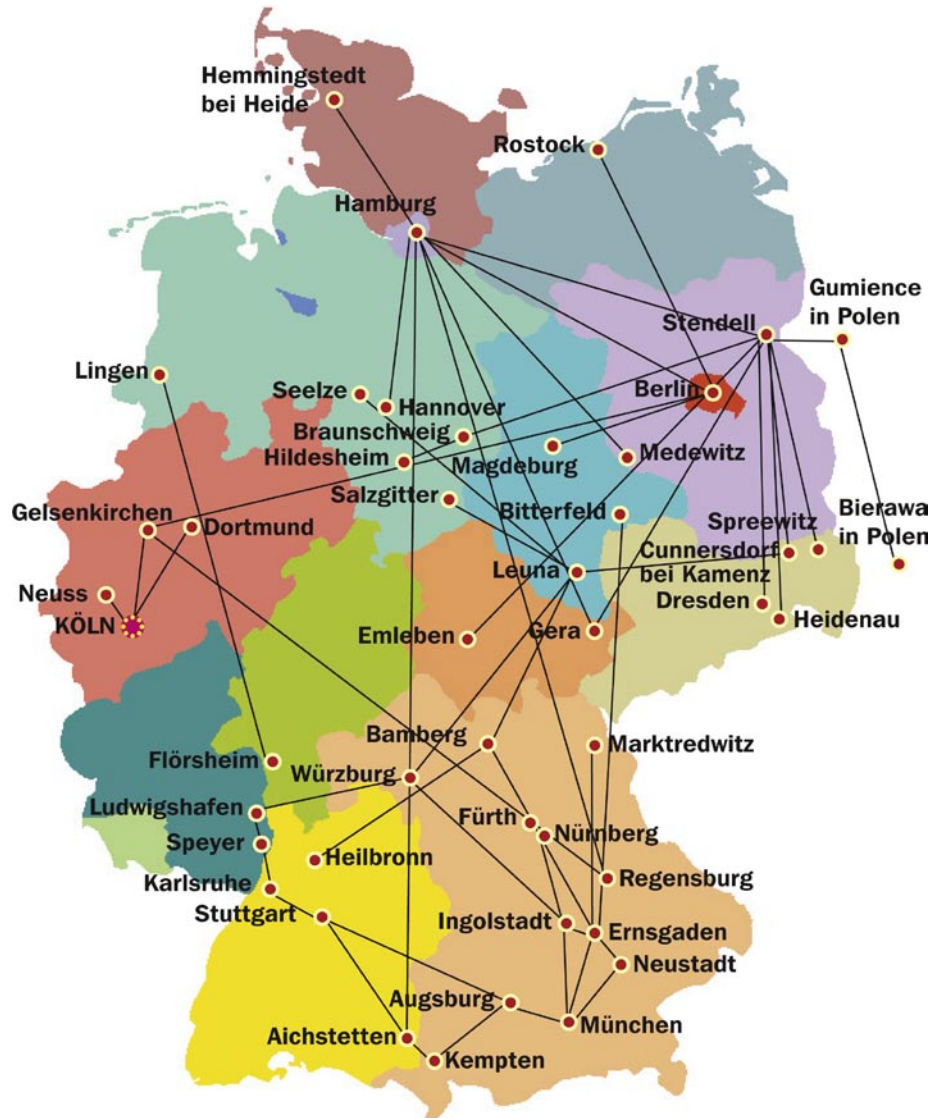 Hemmingstedt
bei Heide
Rostock
Hamburg
Gumience
in Polen
Stendell
Lingen
Seelze
Berlin
Hannover
Braunschweig
Hildesheim
Magdeburg
Medewitz
Salzgitter
Bitterfeld
Spreewitz
Bierawa
in Polen
Gelsenkirchen
Dortmund
Cunnersdorf
bei Kamenz
Leuna
Neuss
Dresden
KÖLN
Heidenau
Emleben
Gera
Bamberg
Marktredwitz
Flörsheim
Würzburg
Ludwigshafen
Fürth
Nürnberg
Speyer
Heilbronn
Karlsruhe
Regensburg
Stuttgart
Ingolstadt
Ernsgaden
Neustadt
Augsburg
München
Aichstetten
Kempten